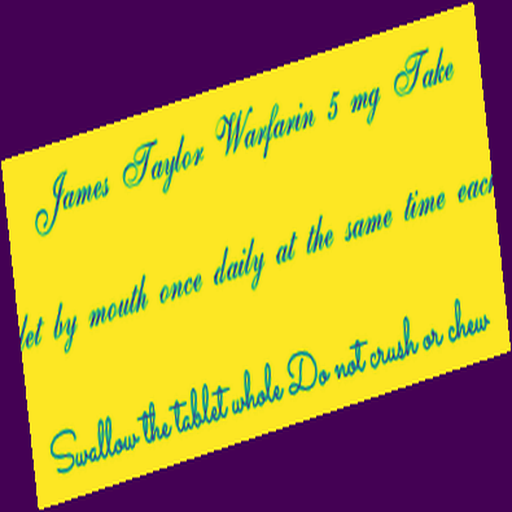 James Taylor Warfarin 5 mg Take
by mouth once daily at the same time
Swallow the tablet whole Do not crush or chew